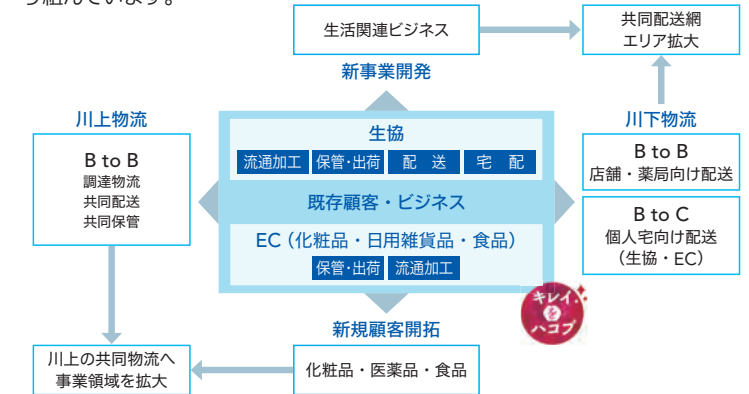 り組んでいます。
生活関連ビジネス
共同配送網
エリア拡大
新事業開発
川上物流
川下物流
B to B
調達物流
共同配送
共同保管
生協
流通加工 保管・出荷 配 送 宅 配
既存顧客・ビジネス
EC（化粧品・日用雑貨品・食品）
保管・出荷 流通加工
B to B
店舗・薬局向け配送
B to C
個人宅向け配送
（生協・EC）
キレイ
を
ハコブ
新規顧客開拓
川上の共同物流へ
事業領域を拡大
化粧品・医薬品・食品